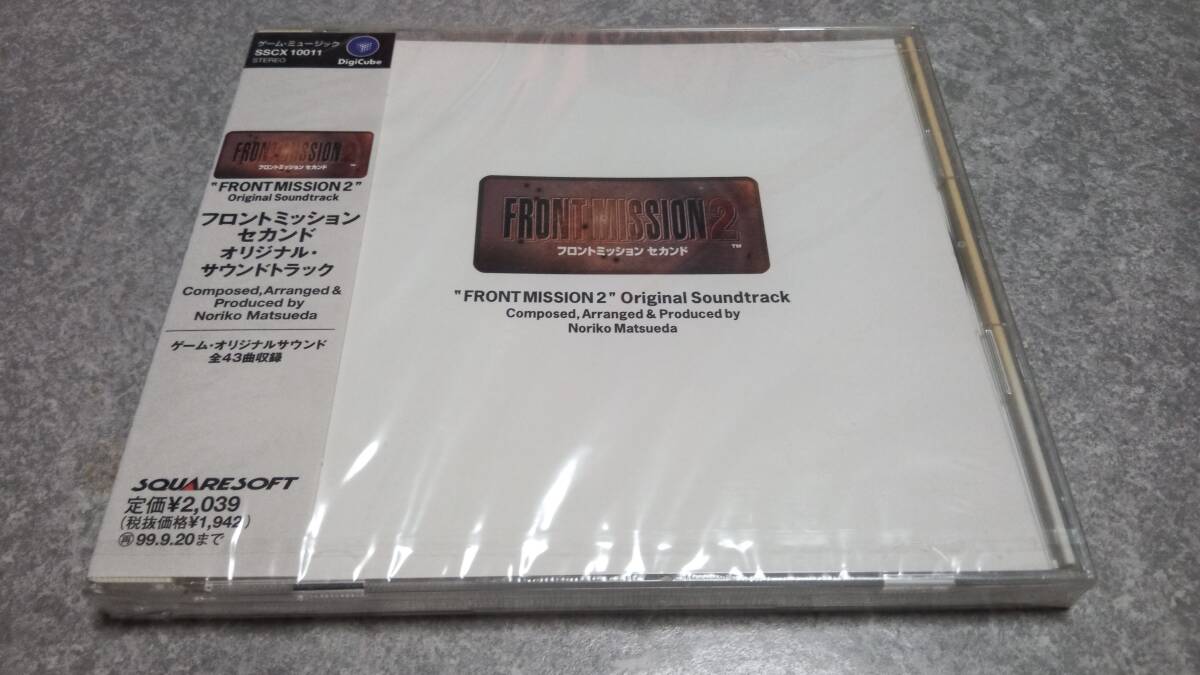 ゲーム・ミュージック
SSCX 10011
STEREO
DigiCube
FRONT MISSION 2
フロントミッション セカンド
"FRONT MISSION 2"
Original Soundtrack
フロントミッション
セカンド
オリジナル・
サウンドトラック
Composed, Arranged &
Produced by
Noriko Matsueda
ゲーム・オリジナルサウンド
全43曲収録
SQUARESOFT
定価¥2,039
(税抜価格¥1,942)
再99.9.20まで
FRONT MISSION 2
TM
フロントミッション セカンド
"FRONT MISSION 2" Original Soundtrack
Composed, Arranged & Produced by
Noriko Matsueda